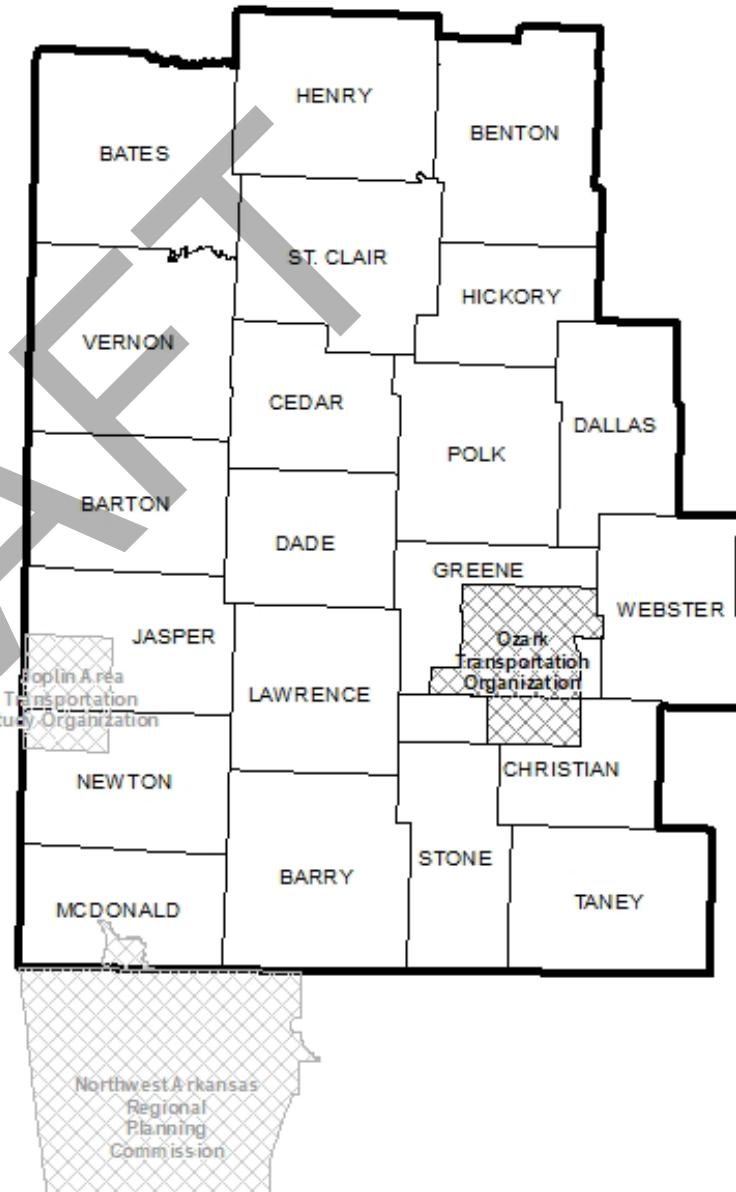 HENRY
BENTON
BATES
ST. CLAIR
HICKORY
VERNON
CEDAR
DALLAS
POLK
BARTON
DADE
GREENE
WEBSTER
JASPER
Ozark
Transportation
Organization
Joplin Area
Transportation
Study Organization
LAWRENCE
CHRISTIAN
NEWTON
STONE
BARRY
TANEY
MCDONALD
Northwest Arkansas
Regional
Planning
Commission